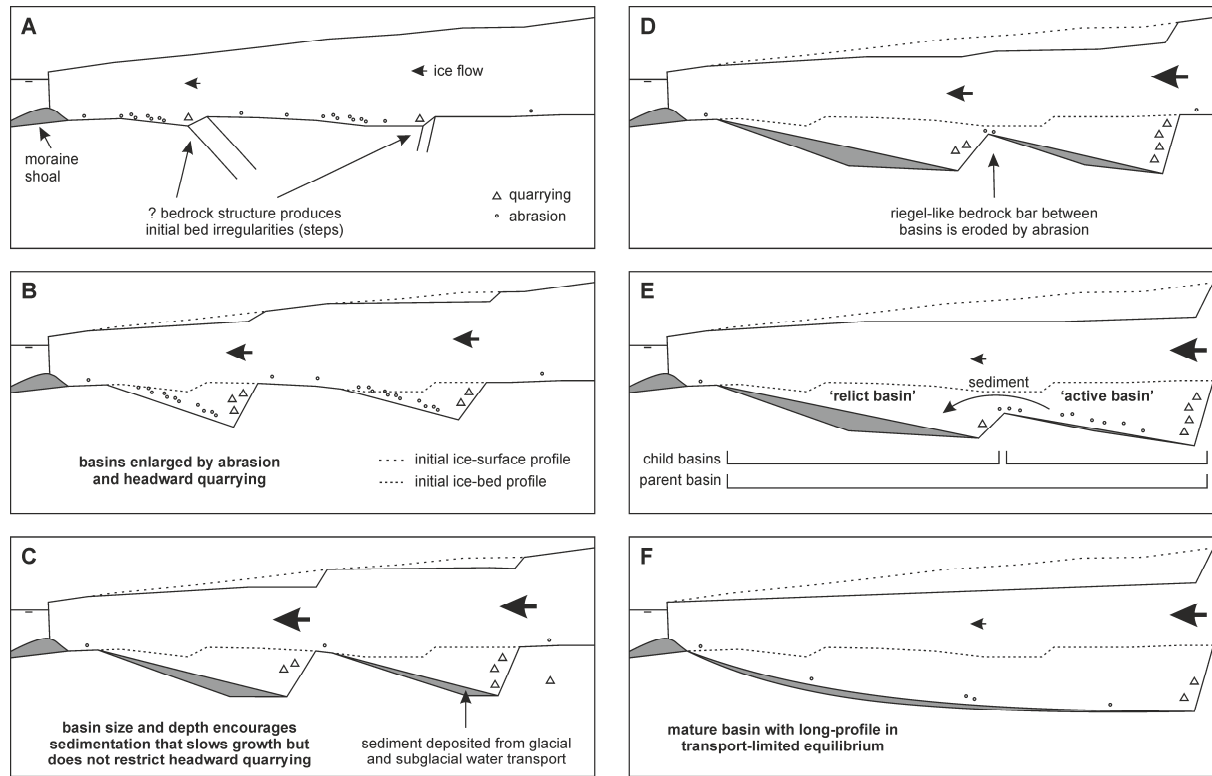 A
ice flow
moraine
shoal
quarrying
abrasion
? bedrock structure produces
initial bed irregularities (steps)
B
basins enlarged by abrasion
and headward quarrying
initial ice-surface profile
initial ice-bed profile
C
basin size and depth encourages
sedimentation that slows growth but
does not restrict headward quarrying
sediment deposited from glacial
and subglacial water transport
D
riegel-like bedrock bar between
basins is eroded by abrasion
E
sediment
'relict basin'
'active basin'
child basins
parent basin
F
mature basin with long-profile in
transport-limited equilibrium